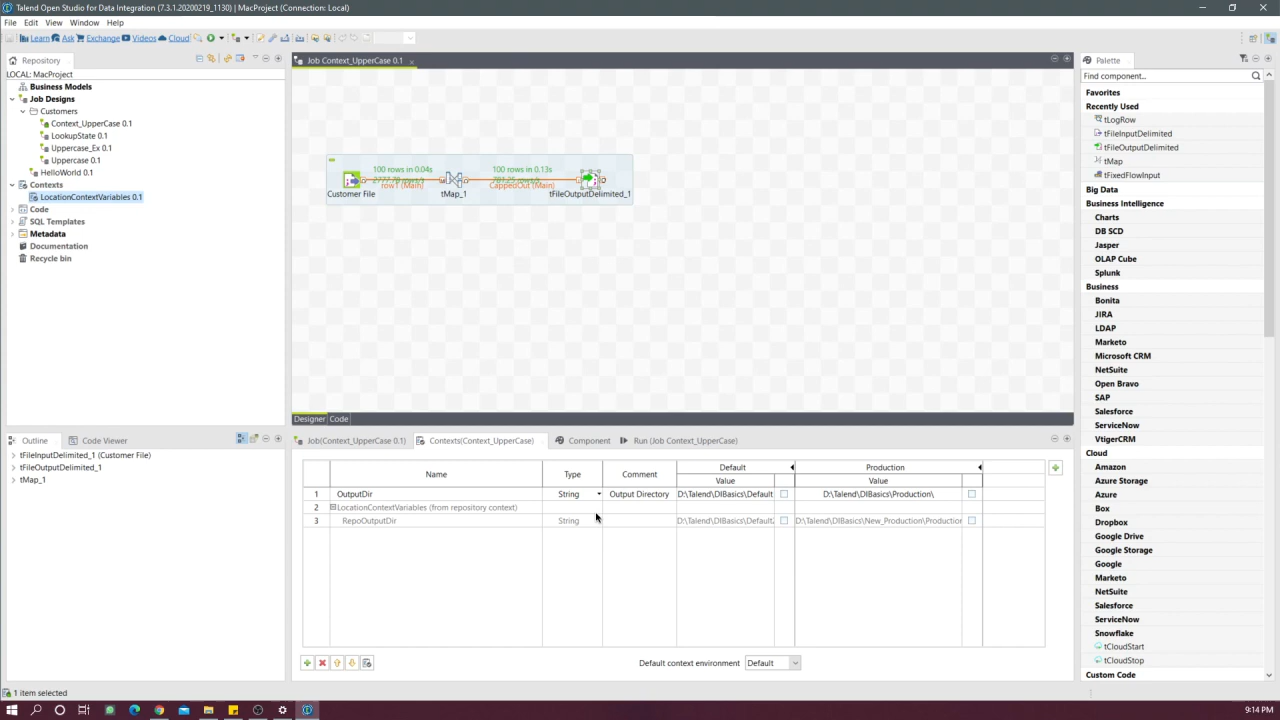 Talend Open Studio for Data Integration (7.3.1.20200219_1130) | MacProject (Connection: Local)
File Edit View Window Help
Learn Ask Exchange Videos Cloud
Repository
LOCAL: MacProject
Business Models
Job Designs
Customers
Context_UpperCase 0.1
LookupState 0.1
Uppercase_Ex 0.1
Uppercase 0.1
HelloWorld 0.1
Contexts
LocationContextVariables 0.1
Code
SQL Templates
Metadata
Documentation
Recycle bin
Outline Code Viewer
tFileInputDelimited_1 (Customer File)
tFileOutputDelimited_1
tMap_1
Job Context_UpperCase 0.1
100 rows in 0.04s
row1 (Main)
100 rows in 0.13s
CappedOut (Main)
Customer File
tMap_1
tFileOutputDelimited_1
Designer Code
Job(Context_UpperCase 0.1) Contexts(Context_UpperCase) Component Run (Job Context_UpperCase)
Name Type Comment Default Production
Value Value
1 OutputDir String Output Directory D:\Talend\DIBasics\Default D:\Talend\DIBasics\Production\
2 LocationContextVariables (from repository context)
3 RepoOutputDir String D:\Talend\DIBasics\Default D:\Talend\DIBasics\New_Production\Production
Default context environment Default
Palette
Find component...
Favorites
Recently Used
tLogRow
tFileInputDelimited
tFileOutputDelimited
tMap
tFixedFlowInput
Big Data
Business Intelligence
Charts
DB SCD
Jasper
OLAP Cube
Splunk
Business
Bonita
JIRA
LDAP
Marketo
Microsoft CRM
NetSuite
Open Bravo
SAP
Salesforce
ServiceNow
VtigerCRM
Cloud
Amazon
Azure Storage
Azure
Box
Dropbox
Google Drive
Google Storage
Google
Marketo
NetSuite
Salesforce
ServiceNow
Snowflake
tCloudStart
tCloudStop
Custom Code
1 item selected
9:14 PM